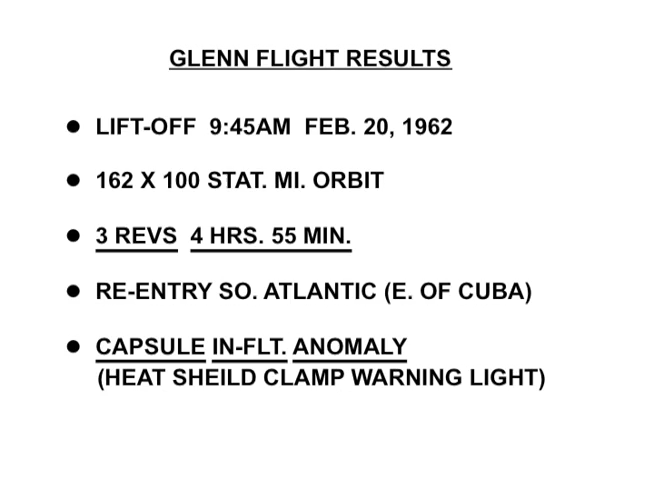 GLENN FLIGHT RESULTS
● LIFT-OFF 9:45AM FEB. 20, 1962
● 162 X 100 STAT. MI. ORBIT
● 3 REVS 4 HRS. 55 MIN.
● RE-ENTRY SO. ATLANTIC (E. OF CUBA)
● CAPSULE IN-FLT. ANOMALY
(HEAT SHEILD CLAMP WARNING LIGHT)